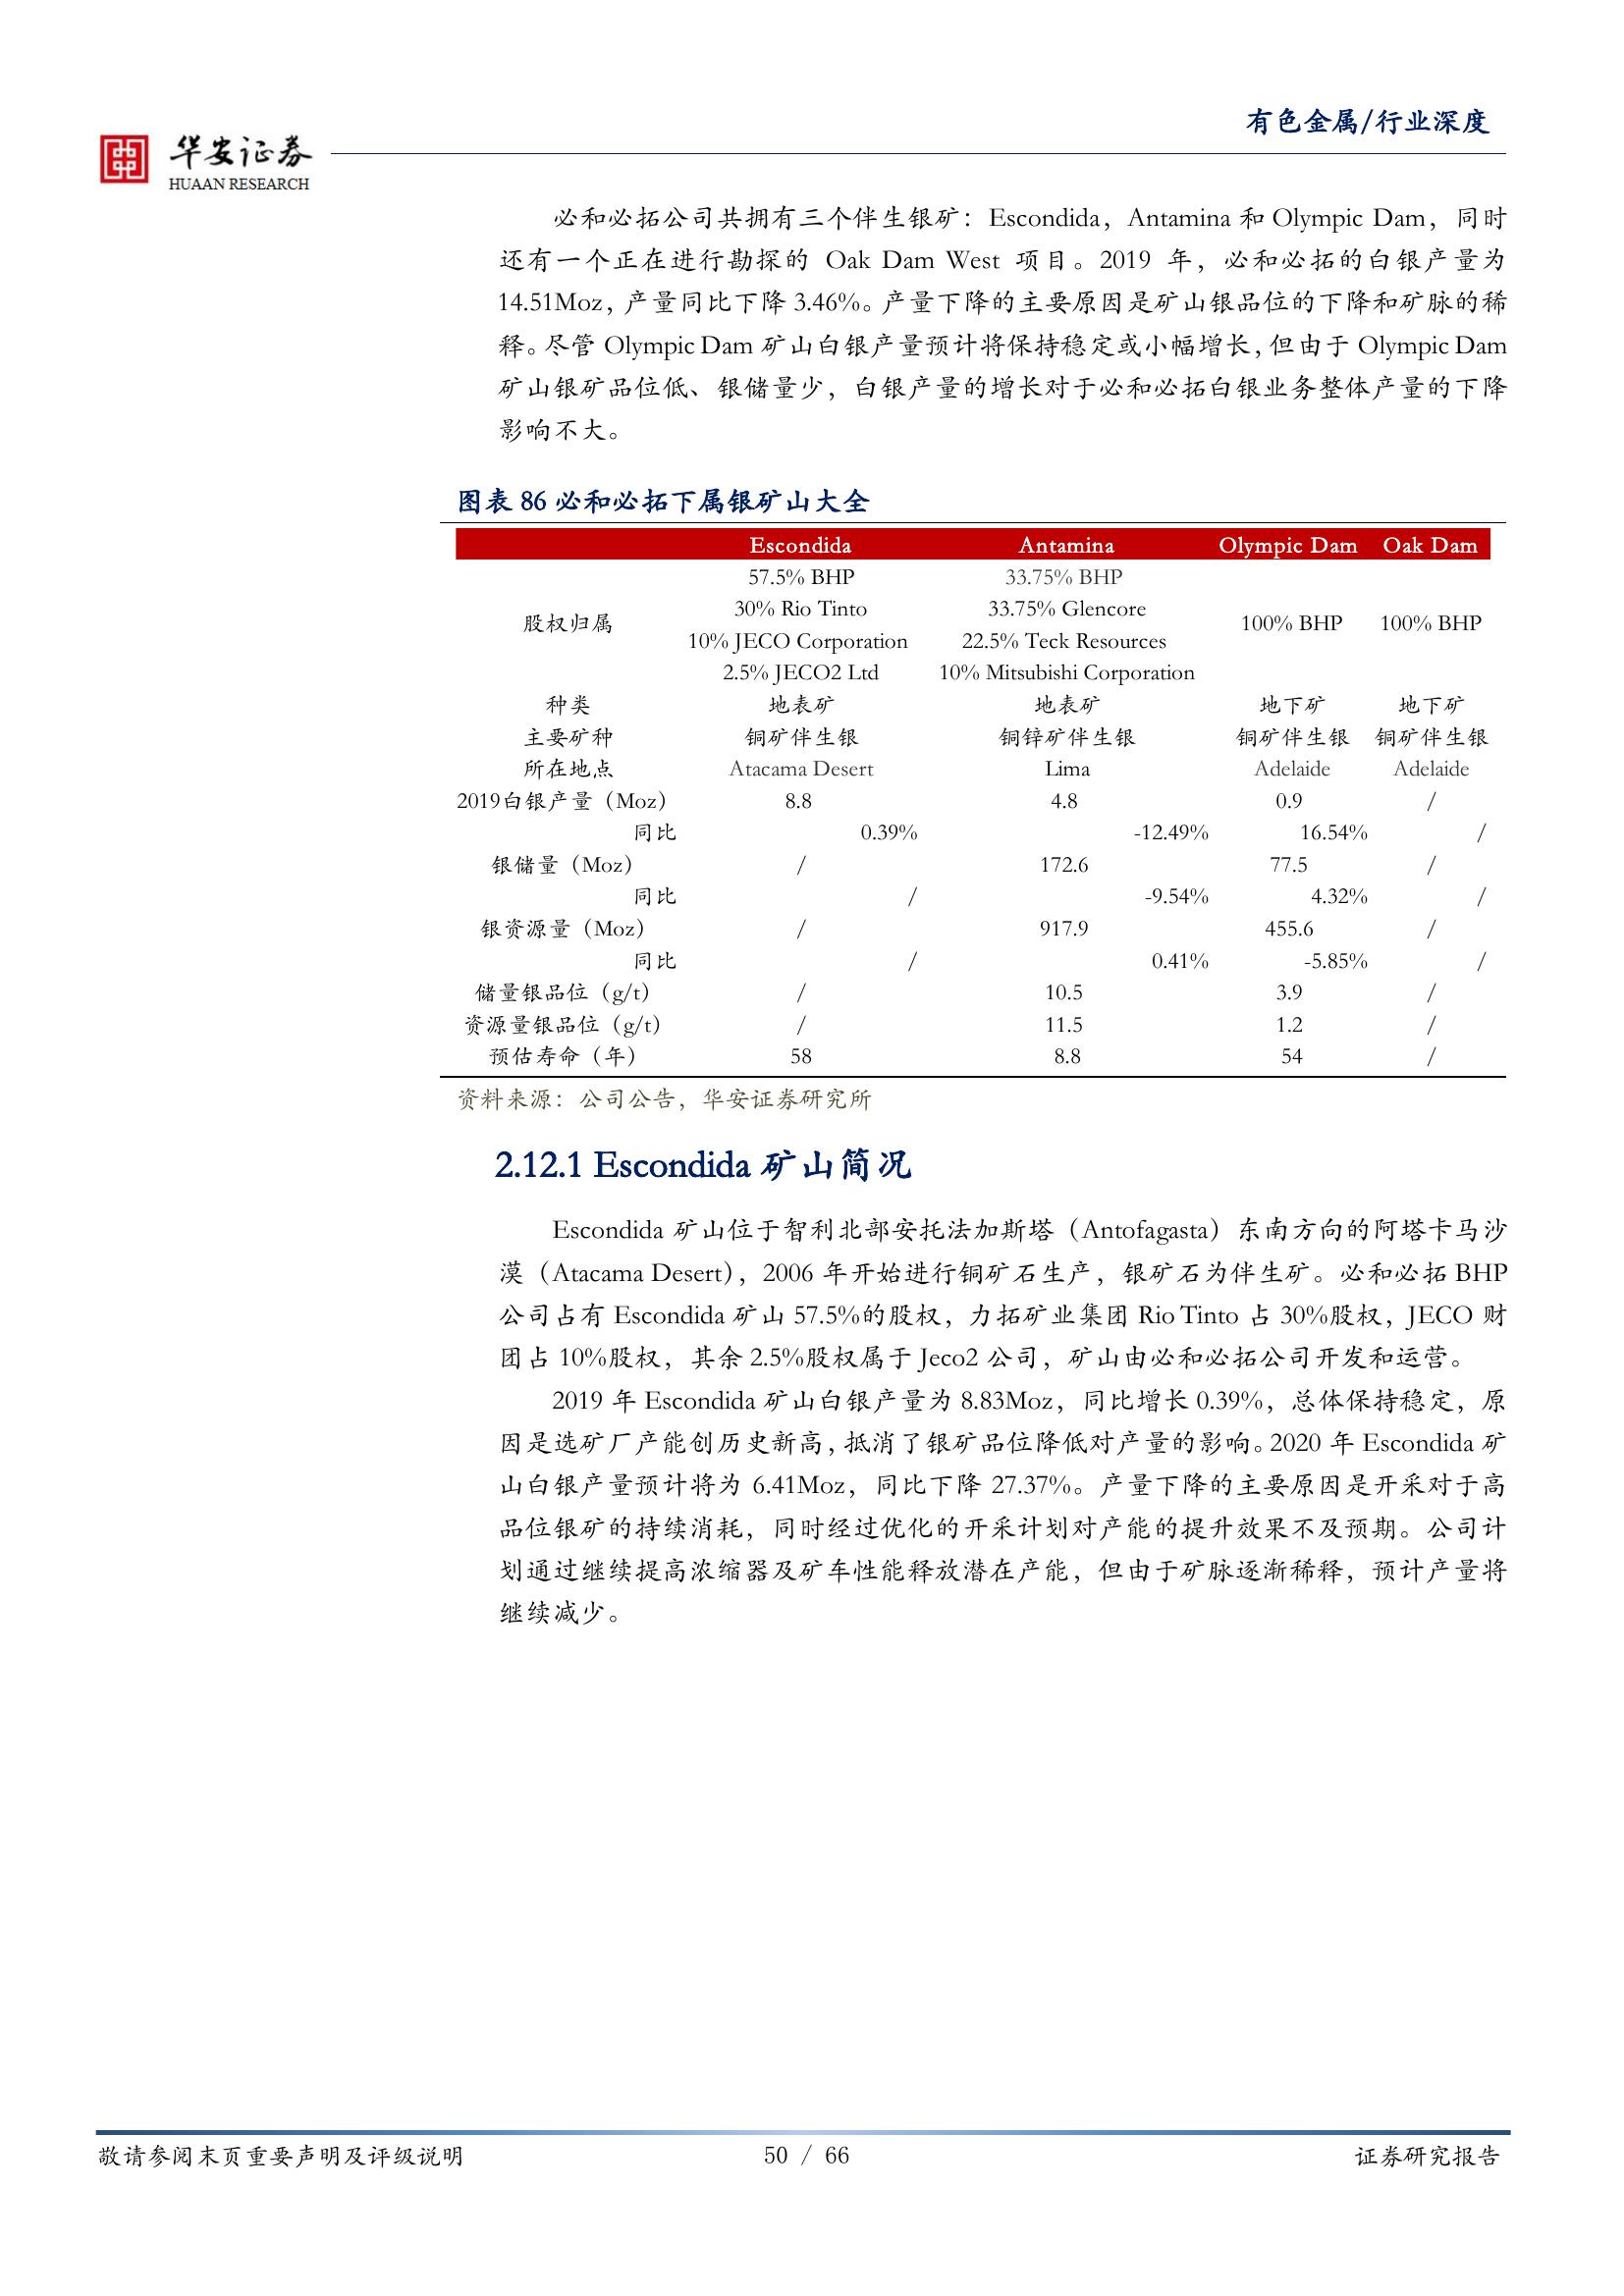 有色金属/行业深度
华安证券
HUAAN RESEARCH
必和必拓公司共拥有三个伴生银矿：Escondida，Antamina 和 Olympic Dam，同时
还有一个正在进行勘探的 Oak Dam West 项目。2019 年，必和必拓的白银产量为
14.51Moz，产量同比下降 3.46%。产量下降的主要原因是矿山银品位的下降和矿脉的稀
释。尽管 Olympic Dam 矿山白银产量预计将保持稳定或小幅增长，但由于 Olympic Dam
矿山银矿品位低、银储量少，白银产量的增长对于必和必拓白银业务整体产量的下降
影响不大。
图表 86 必和必拓下属银矿山大全
Escondida Antamina Olympic Dam Oak Dam
57.5% BHP 33.75% BHP
30% Rio Tinto 33.75% Glencore
股权归属 100% BHP 100% BHP
10% JECO Corporation 22.5% Teck Resources
2.5% JECO2 Ltd 10% Mitsubishi Corporation
种类 地表矿 地表矿 地下矿 地下矿
主要矿种 铜矿伴生银 铜锌矿伴生银 铜矿伴生银 铜矿伴生银
所在地点 Atacama Desert Lima Adelaide Adelaide
2019白银产量（Moz） 8.8 4.8 0.9 /
同比 0.39% -12.49% 16.54% /
银储量（Moz） / 172.6 77.5 /
同比 / -9.54% 4.32% /
银资源量（Moz） / 917.9 455.6 /
同比 / 0.41% -5.85% /
储量银品位（g/t） / 10.5 3.9 /
资源量银品位（g/t） / 11.5 1.2 /
预估寿命（年） 58 8.8 54 /
资料来源：公司公告，华安证券研究所
2.12.1 Escondida 矿山简况
Escondida 矿山位于智利北部安托法加斯塔（Antofagasta）东南方向的阿塔卡马沙
漠（Atacama Desert），2006 年开始进行铜矿石生产，银矿石为伴生矿。必和必拓 BHP
公司占有 Escondida 矿山 57.5%的股权，力拓矿业集团 Rio Tinto 占 30%股权，JECO 财
团占 10%股权，其余 2.5%股权属于 Jeco2 公司，矿山由必和必拓公司开发和运营。
2019 年 Escondida 矿山白银产量为 8.83Moz，同比增长 0.39%，总体保持稳定，原
因是选矿厂产能创历史新高，抵消了银矿品位降低对产量的影响。2020 年 Escondida 矿
山白银产量预计将为 6.41Moz，同比下降 27.37%。产量下降的主要原因是开采对于高
品位银矿的持续消耗，同时经过优化的开采计划对产能的提升效果不及预期。公司计
划通过继续提高浓缩器及矿车性能释放潜在产能，但由于矿脉逐渐稀释，预计产量将
继续减少。
敬请参阅末页重要声明及评级说明 50 / 66 证券研究报告